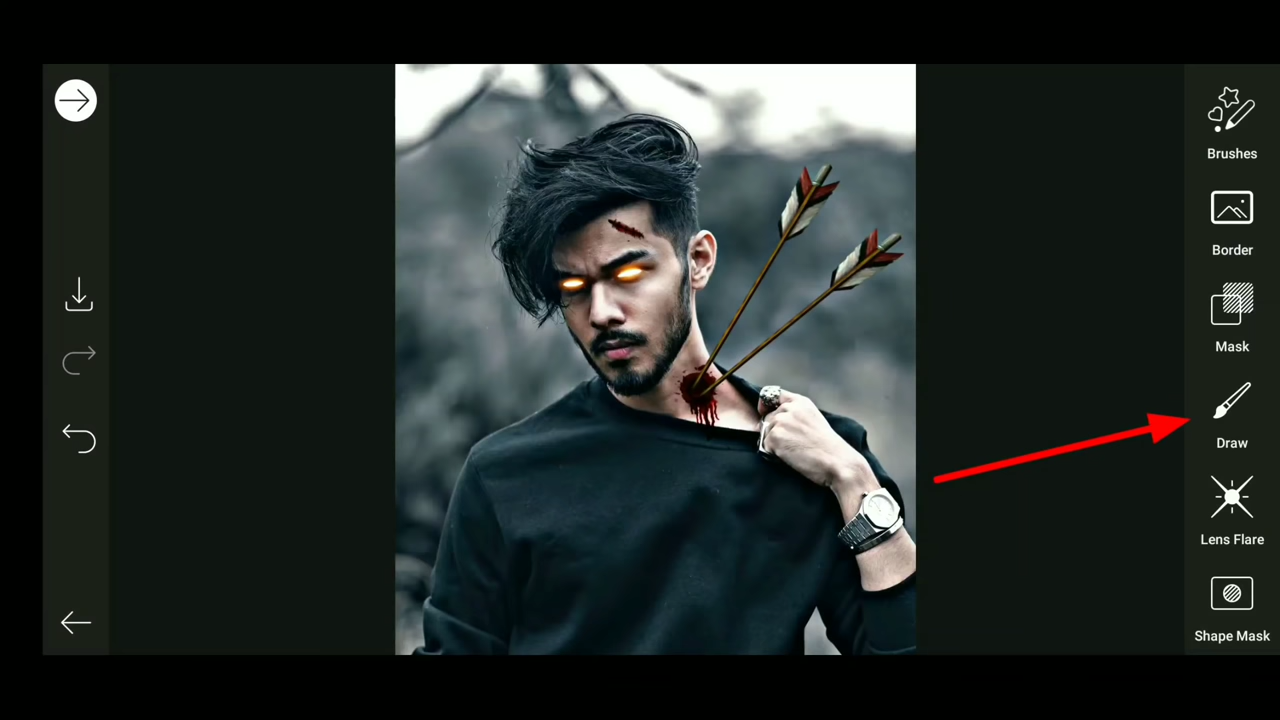 Brushes
Border
Mask
Draw
Lens Flare
Shape Mask